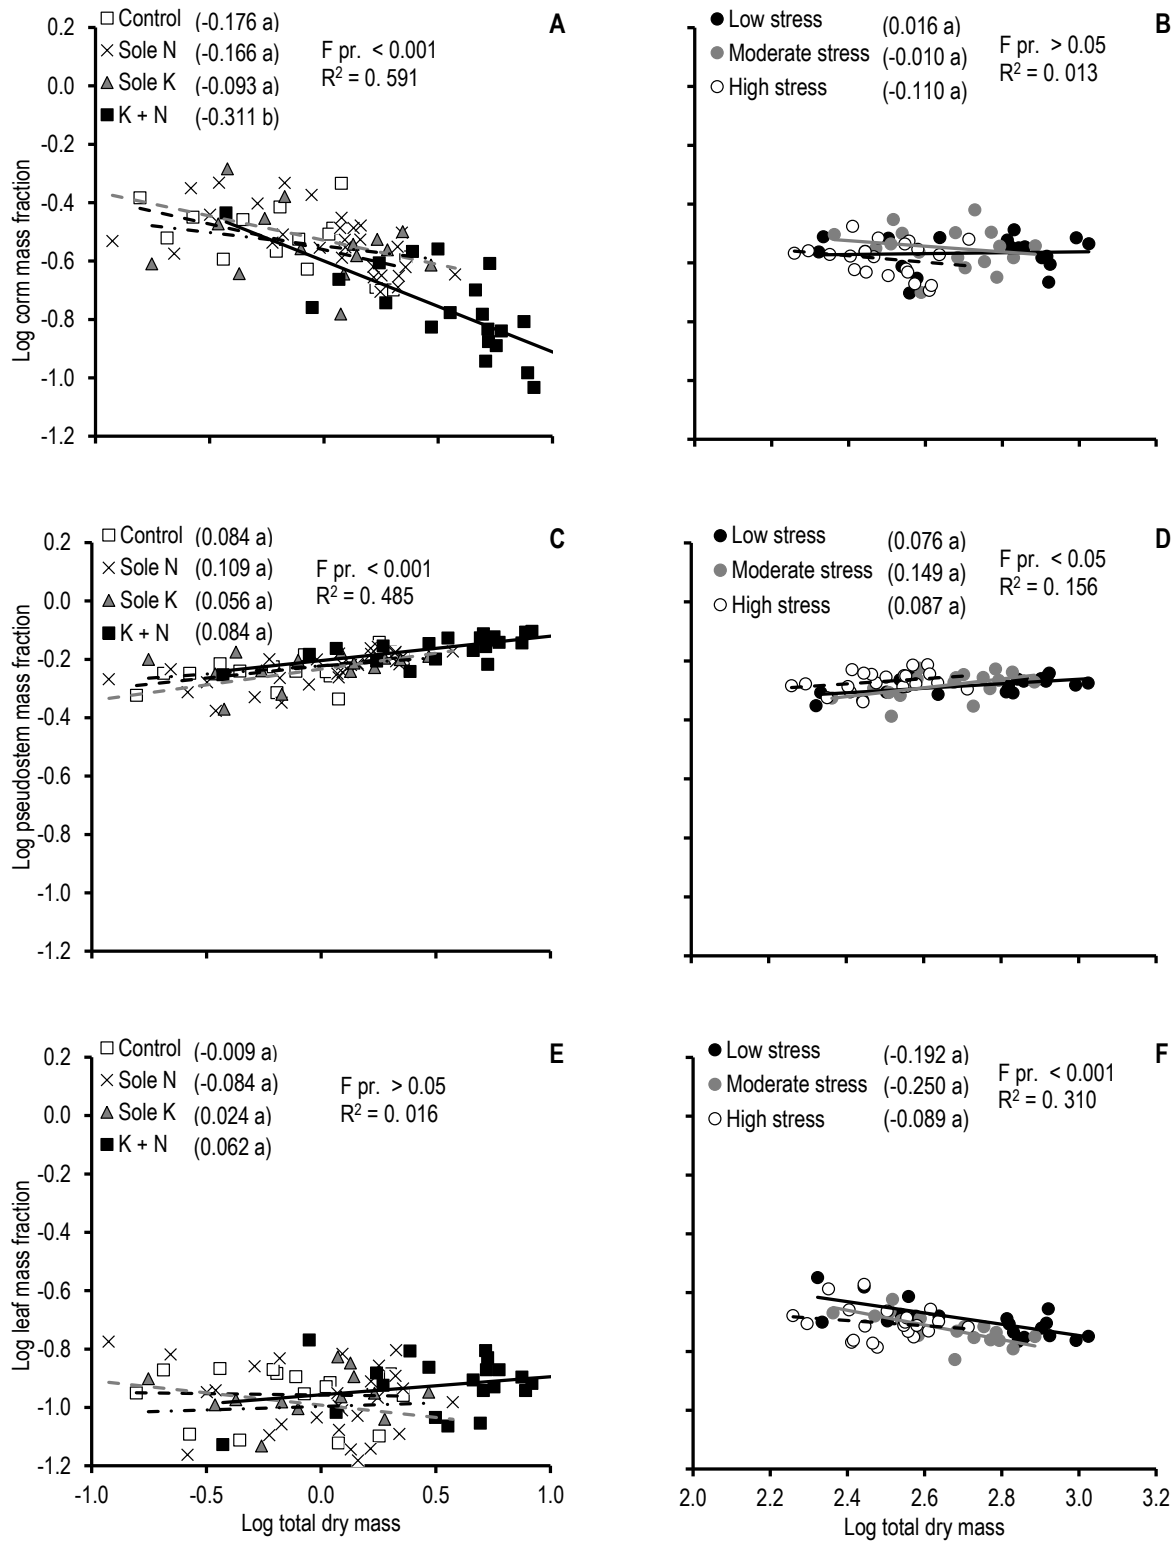 A
Control (-0.176 a)
Sole N (-0.166 a)
Sole K (-0.093 a)
K + N (-0.311 b)
F pr. < 0.001
R2 = 0. 591
0.2
0.0
-0.2
-0.4
-0.6
-0.8
-1.0
-1.2
Log corm mass fraction
B
Low stress (0.016 a)
Moderate stress (-0.010 a)
High stress (-0.110 a)
F pr. > 0.05
R2 = 0. 013
C
Control (0.084 a)
Sole N (0.109 a)
Sole K (0.056 a)
K + N (0.084 a)
F pr. < 0.001
R2 = 0. 485
0.2
0.0
-0.2
-0.4
-0.6
-0.8
-1.0
-1.2
Log pseudostem mass fraction
D
Low stress (0.076 a)
Moderate stress (0.149 a)
High stress (0.087 a)
F pr. < 0.05
R2 = 0. 156
E
Control (-0.009 a)
Sole N (-0.084 a)
Sole K (0.024 a)
K + N (0.062 a)
F pr. > 0.05
R2 = 0. 016
0.2
0.0
-0.2
-0.4
-0.6
-0.8
-1.0
-1.2
Log leaf mass fraction
-1.0 -0.5 0.0 0.5 1.0
Log total dry mass
F
Low stress (-0.192 a)
Moderate stress (-0.250 a)
High stress (-0.089 a)
F pr. < 0.001
R2 = 0. 310
2.0 2.2 2.4 2.6 2.8 3.0 3.2
Log total dry mass